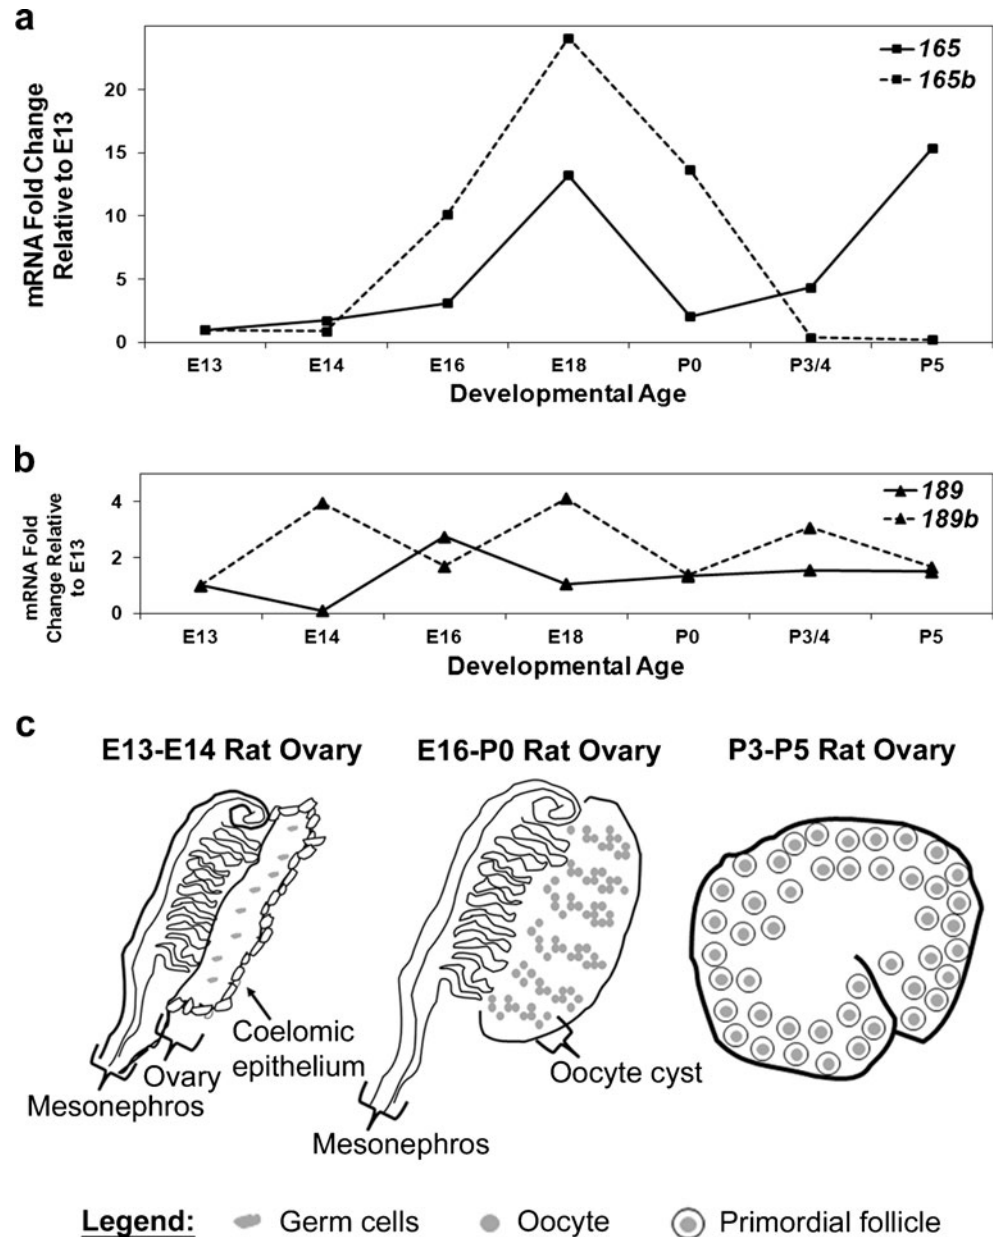 a
mRNA Fold Change
Relative to E13
20
15
10
5
0
165
165b
E13 E14 E16 E18 P0 P3/4 P5
Developmental Age
b
mRNA Fold
Change Relative
to E13
4
2
0
189
189b
E13 E14 E16 E18 P0 P3/4 P5
Developmental Age
c
E13-E14 Rat Ovary
E16-P0 Rat Ovary
P3-P5 Rat Ovary
Coelomic
epithelium
Ovary
Mesonephros
Oocyte cyst
Mesonephros
Legend: Germ cells Oocyte Primordial follicle